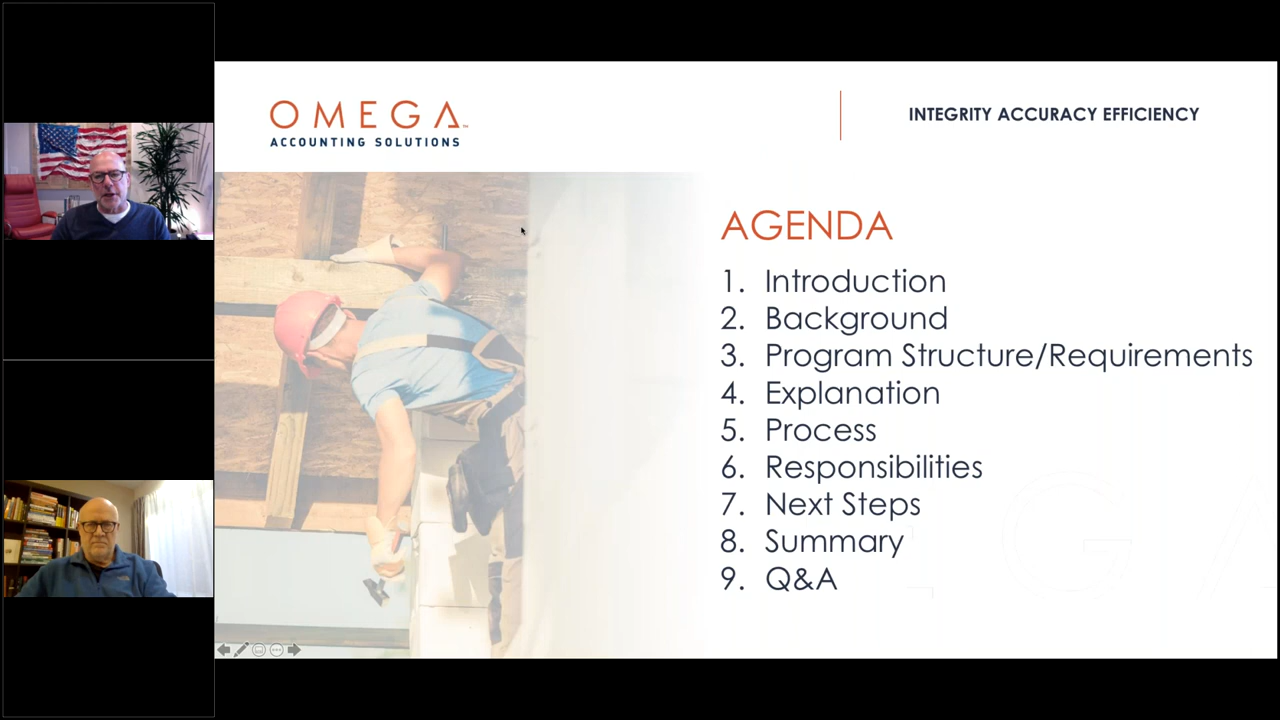 OMEGA
ACCOUNTING SOLUTIONS
INTEGRITY ACCURACY EFFICIENCY
AGENDA
1. Introduction
2. Background
3. Program Structure/Requirements
4. Explanation
5. Process
6. Responsibilities
7. Next Steps
8. Summary
9. Q&A